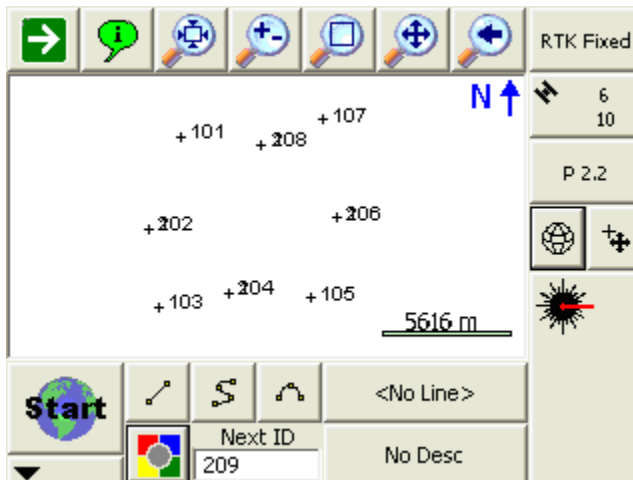 RTK Fixed
N
6
10
P 2.2
101
208
107
202
206
103
204
105
5616 m
Start
<No Line>
Next ID
209
No Desc